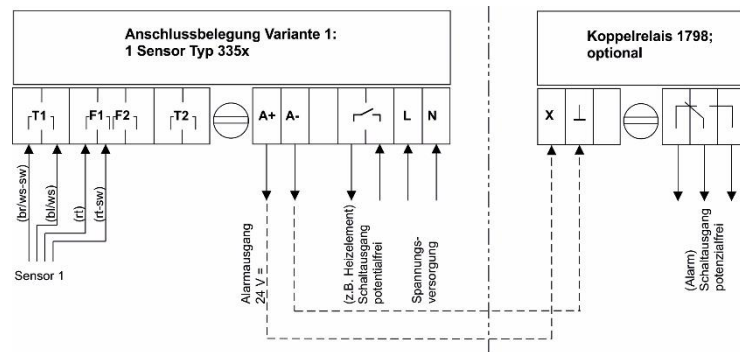 Anschlussbelegung Variante 1:
1 Sensor Typ 335x
Koppelrelais 1798;
optional
T1
F1
F2
T2
A+
A-
L
N
X
(br/ws-sw)
(bl/ws)
(rt)
(rt-sw)
Sensor 1
Alarmausgang
24 V =
(z.B. Heizelement)
Schaltausgang
potentialfrei
Spannungs-
versorgung
(Alarm)
Schaltausgang
potenzialfrei